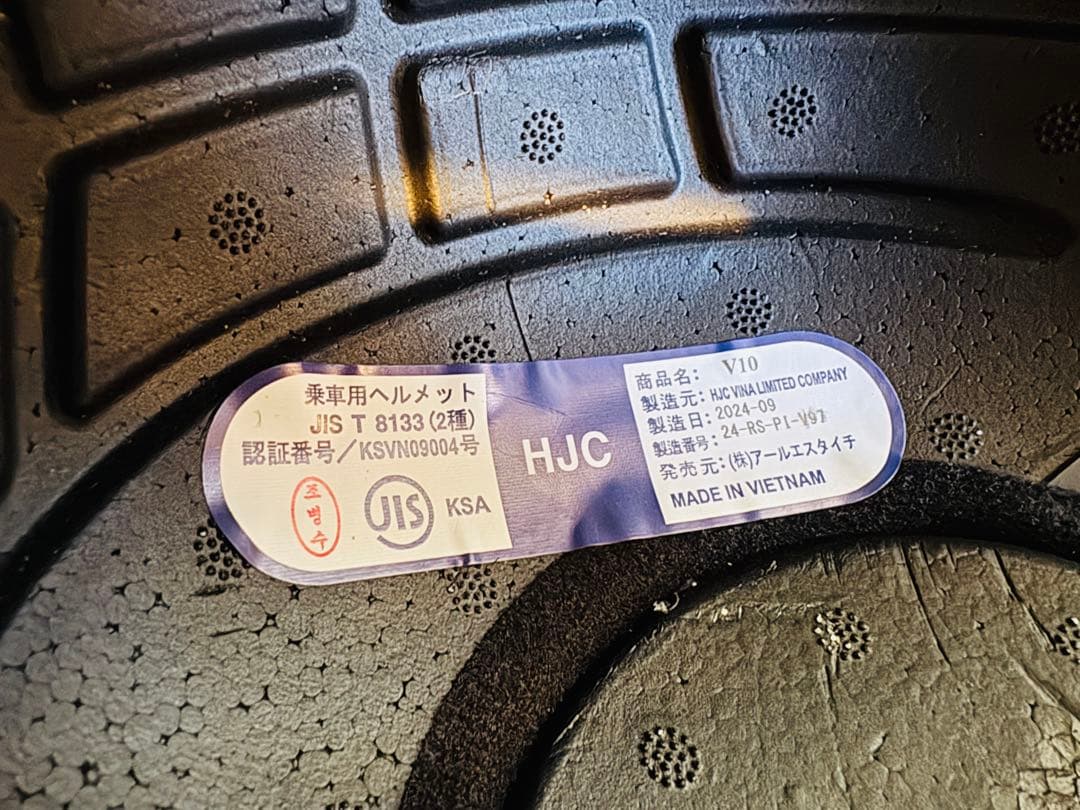 乗車用ヘルメット
JIS T 8133 (2種)
認証番号/KSVN09004号
조병수
JIS
KSA
HJC
商品名: V10
製造元: HJC VINA LIMITED COMPANY
製造日: 2024-09
製造番号: 24-RS-PI-V97
発売元: (株)アールエスタイチ
MADE IN VIETNAM